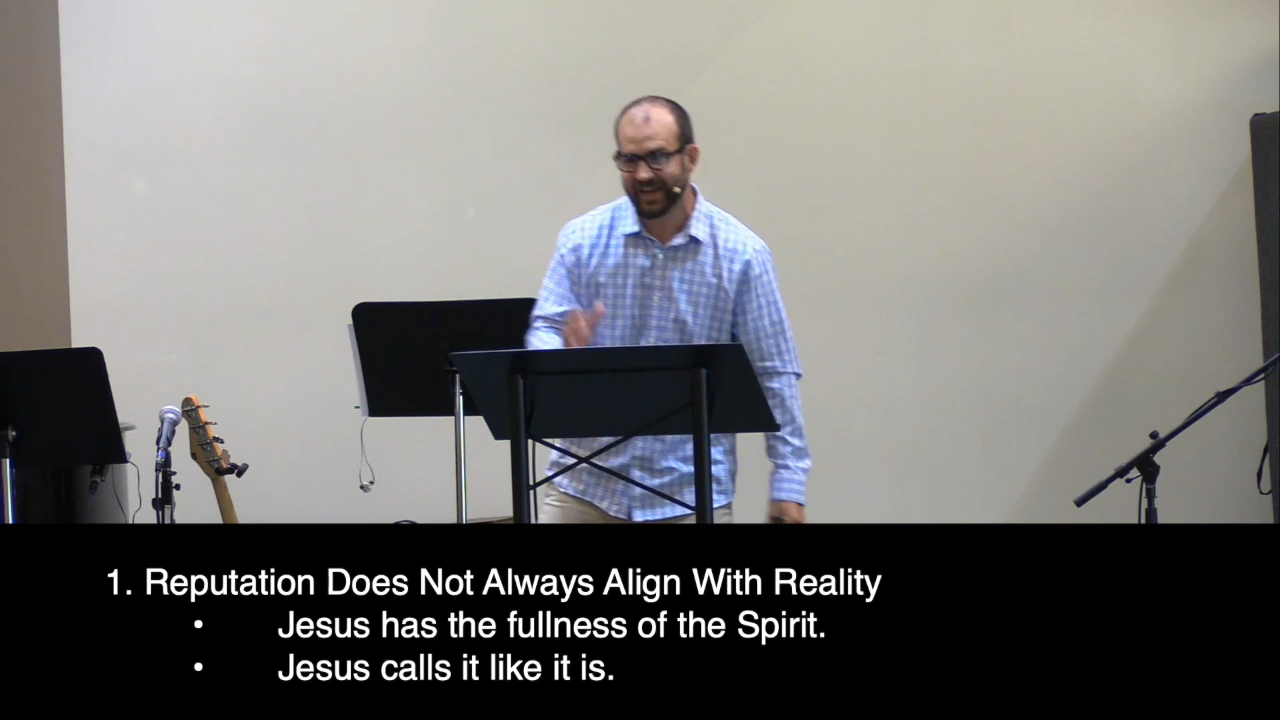 1. Reputation Does Not Always Align With Reality
• Jesus has the fullness of the Spirit.
• Jesus calls it like it is.